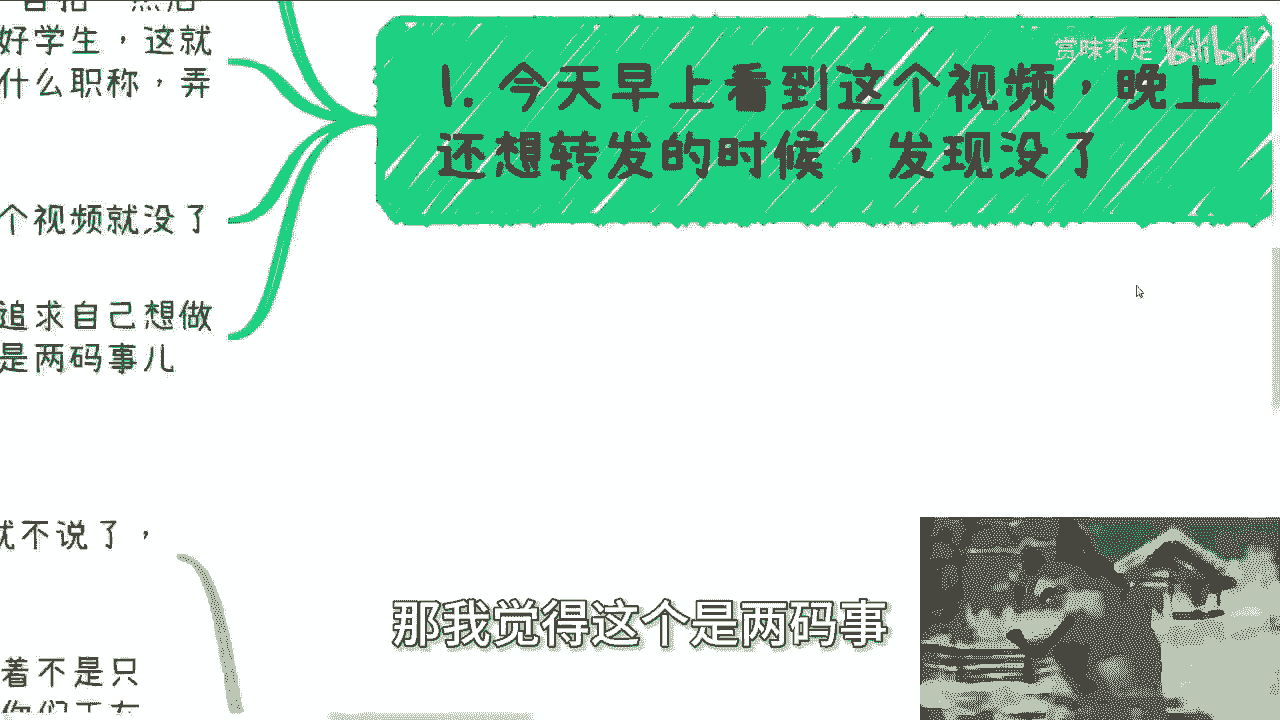 好学生，这就
什么职称，弄
个视频就没了
追求自己想做
是两码事儿
就不说了，
着不是只
赏味不足 bilibili
1. 今天早上看到这个视频，晚上
还想转发的时候，发现没了
那我觉得这个是两码事